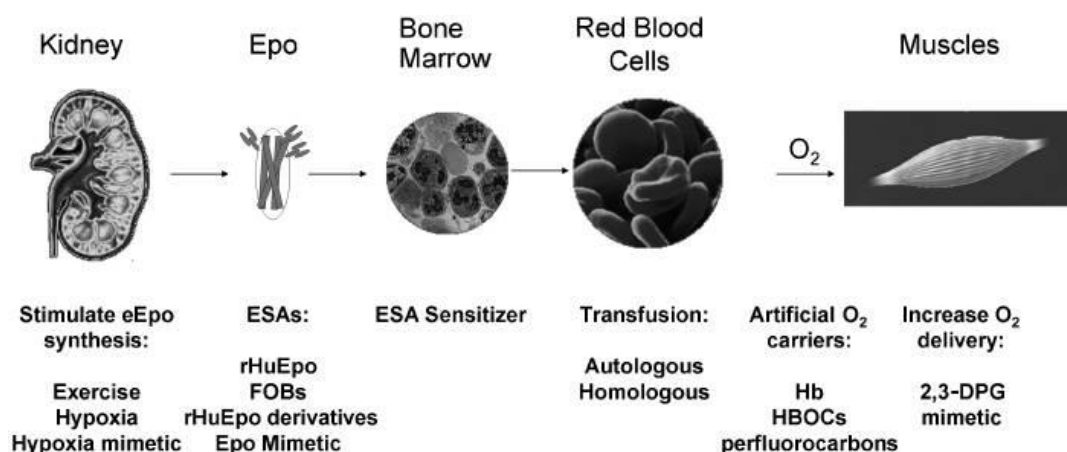 Kidney
Epo
Bone
Marrow
Red Blood
Cells
Muscles
O₂
Stimulate eEpo
synthesis:
Exercise
Hypoxia
Hypoxia mimetic
ESAs:
rHuEpo
FOBs
rHuEpo derivatives
Epo Mimetic
ESA Sensitizer
Transfusion:
Autologous
Homologous
Artificial O₂
carriers:
Hb
HBOCs
perfluorocarbons
Increase O₂
delivery:
2,3-DPG
mimetic